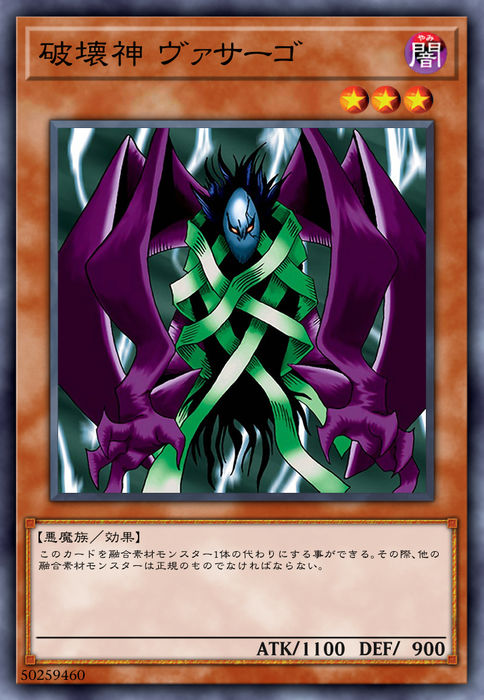 破壊神 ヴァサーゴ
やみ
闇
【悪魔族／効果】
このカードを融合素材モンスター1体の代わりにする事ができる。その際、他の
融合素材モンスターは正規のものでなければならない。
ATK/1100 DEF/ 900
50259460